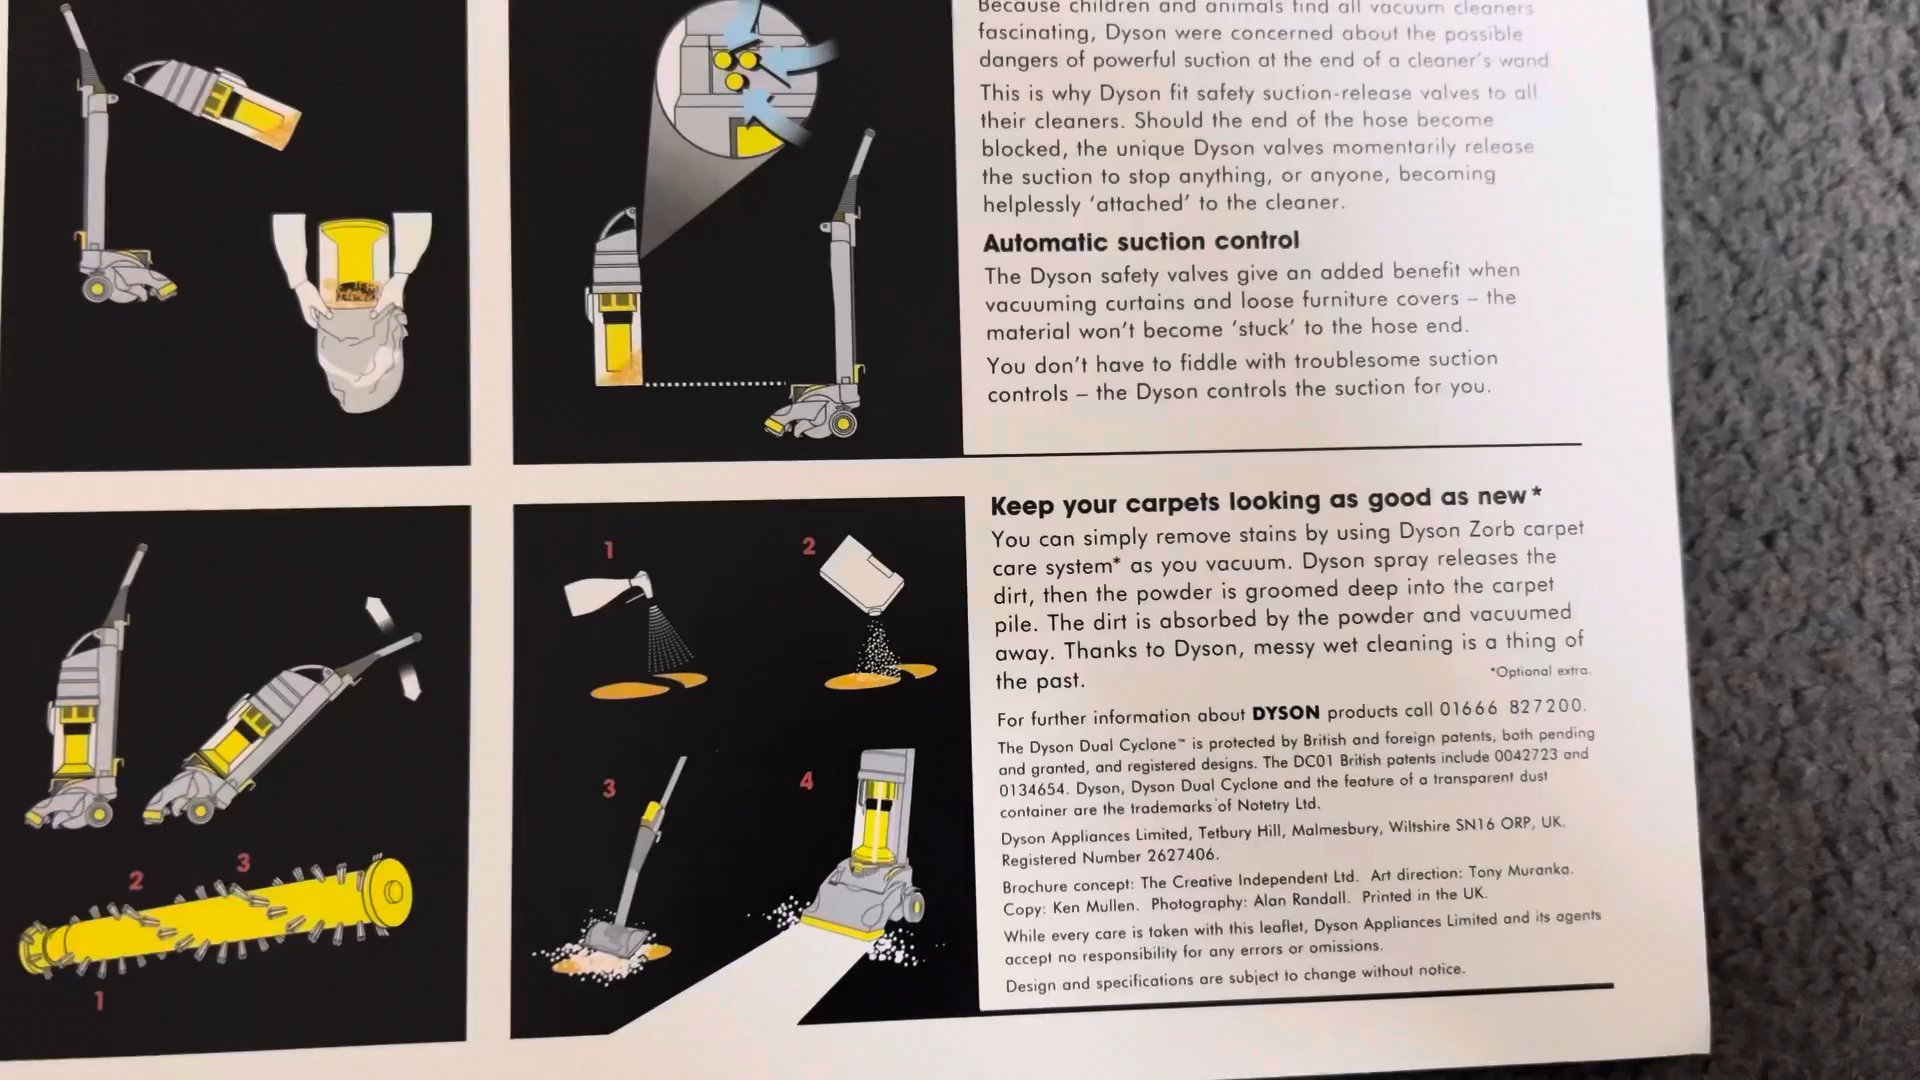 Because children and animals find all vacuum cleaners
fascinating, Dyson were concerned about the possible
dangers of powerful suction at the end of a cleaner's wand
This is why Dyson fit safety suction-release valves to all
their cleaners. Should the end of the hose become
blocked, the unique Dyson valves momentarily release
the suction to stop anything, or anyone, becoming
helplessly 'attached' to the cleaner.
Automatic suction control
The Dyson safety valves give an added benefit when
vacuuming curtains and loose furniture covers – the
material won't become 'stuck' to the hose end.
You don't have to fiddle with troublesome suction
controls – the Dyson controls the suction for you.
2
3
1
1
2
3
4
Keep your carpets looking as good as new*
You can simply remove stains by using Dyson Zorb carpet
care system* as you vacuum. Dyson spray releases the
dirt, then the powder is groomed deep into the carpet
pile. The dirt is absorbed by the powder and vacuumed
away. Thanks to Dyson, messy wet cleaning is a thing of
the past.
*Optional extra.
For further information about DYSON products call 01666 827200.
The Dyson Dual Cyclone™ is protected by British and foreign patents, both pending
and granted, and registered designs. The DC01 British patents include 0042723 and
0134654. Dyson, Dyson Dual Cyclone and the feature of a transparent dust
container are the trademarks of Notetry Ltd.
Dyson Appliances Limited, Tetbury Hill, Malmesbury, Wiltshire SN16 ORP, UK.
Registered Number 2627406.
Brochure concept: The Creative Independent Ltd. Art direction: Tony Muranka.
Copy: Ken Mullen. Photography: Alan Randall. Printed in the UK.
While every care is taken with this leaflet, Dyson Appliances Limited and its agents
accept no responsibility for any errors or omissions.
Design and specifications are subject to change without notice.